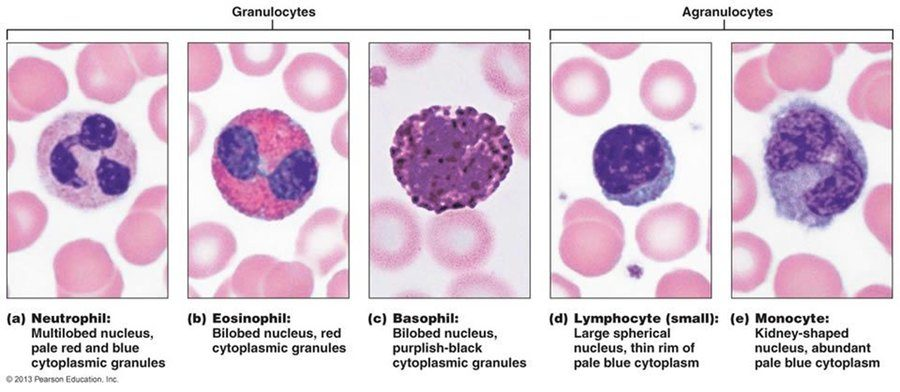 Granulocytes
Agranulocytes
(a) Neutrophil:
Multilobed nucleus,
pale red and blue
cytoplasmic granules
(b) Eosinophil:
Bilobed nucleus, red
cytoplasmic granules
(c) Basophil:
Bilobed nucleus,
purplish-black
cytoplasmic granules
(d) Lymphocyte (small):
Large spherical
nucleus, thin rim of
pale blue cytoplasm
(e) Monocyte:
Kidney-shaped
nucleus, abundant
pale blue cytoplasm
© 2013 Pearson Education, Inc.